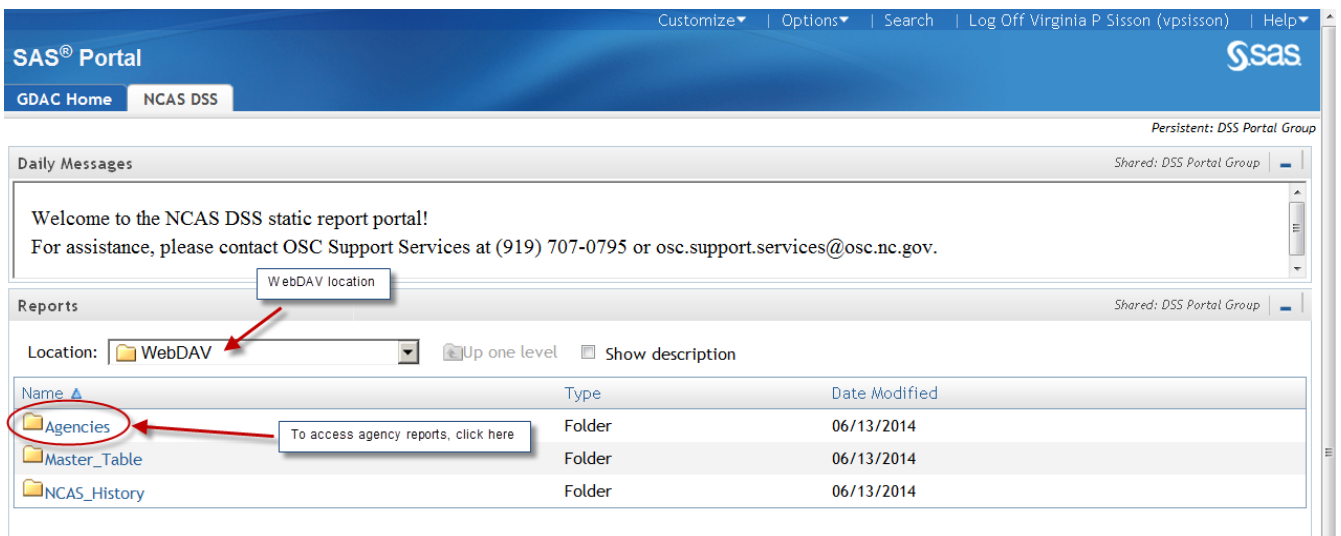 Customize▼ | Options▼ | Search | Log Off Virginia P Sisson (vpsisson) | Help▼
SAS® Portal
sas
GDAC Home NCAS DSS
Persistent: DSS Portal Group
Daily Messages Shared: DSS Portal Group
Welcome to the NCAS DSS static report portal!
For assistance, please contact OSC Support Services at (919) 707-0795 or osc.support.services@osc.nc.gov.
WebDAV location
Reports Shared: DSS Portal Group
Location: WebDAV Up one level Show description
Name Type Date Modified
Agencies Folder 06/13/2014
To access agency reports, click here
Master_Table Folder 06/13/2014
NCAS_History Folder 06/13/2014